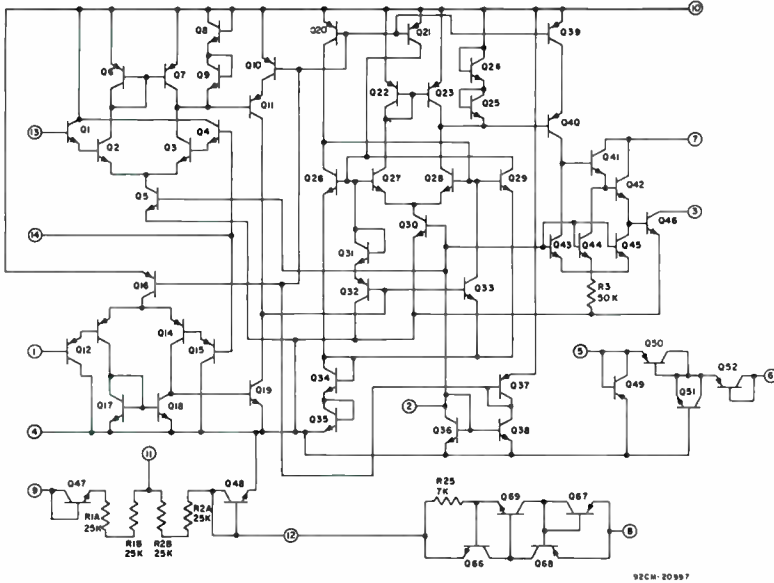 10
Q8
Q20
Q21
Q39
Q6
Q7
Q9
Q10
Q24
Q22
Q23
Q25
Q11
Q40
13
Q1
Q2
Q3
Q4
7
Q41
Q26
Q27
Q28
Q29
Q42
Q5
3
Q30
Q46
14
Q43
Q44
Q45
Q31
Q16
Q32
Q33
R3
50 K
Q14
1
Q12
Q15
5
Q50
Q52
Q34
Q37
6
Q19
Q49
Q51
Q17
Q18
2
Q35
4
Q36
Q38
11
Q47
Q48
R25
7K
9
Q69
Q67
R1A
25K
R2A
25K
12
8
R1B
25K
R2B
25K
Q66
Q68
92CM-20997